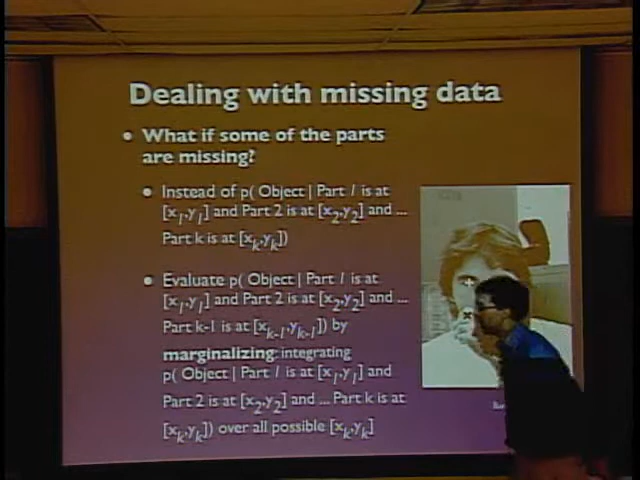 Dealing with missing data
• What if some of the parts
are missing?
• Instead of p( Object | Part 1 is at
[x1,y1] and Part 2 is at [x2,y2] and ...
Part k is at [xk,yk])
• Evaluate p( Object | Part 1 is at
[x1,y1] and Part 2 is at [x2,y2] and ...
Part k-1 is at [xk-1,yk-1]) by
marginalizing: integrating
p( Object | Part 1 is at [x1,y1] and
Part 2 is at [x2,y2] and ... Part k is at
[xk,yk]) over all possible [xk,yk]